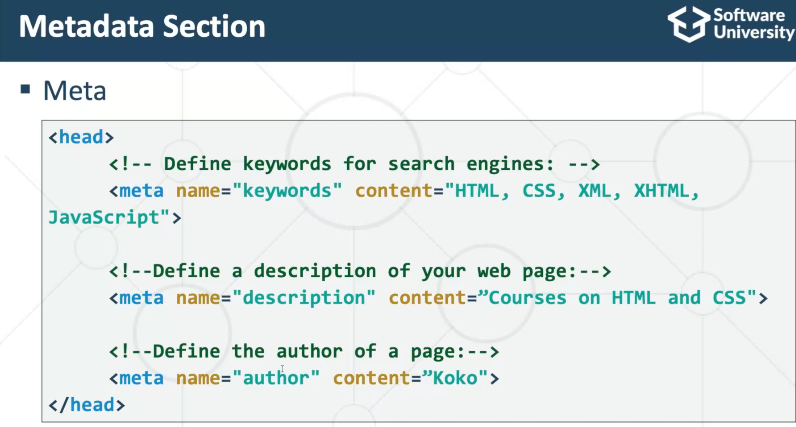 Metadata Section
Software
University
▪ Meta
<head>
<!-- Define keywords for search engines: -->
<meta name="keywords" content="HTML, CSS, XML, XHTML,
JavaScript">
<!--Define a description of your web page:-->
<meta name="description" content=”Courses on HTML and CSS">
<!--Define the author of a page:-->
<meta name="author" content=”Koko">
</head>